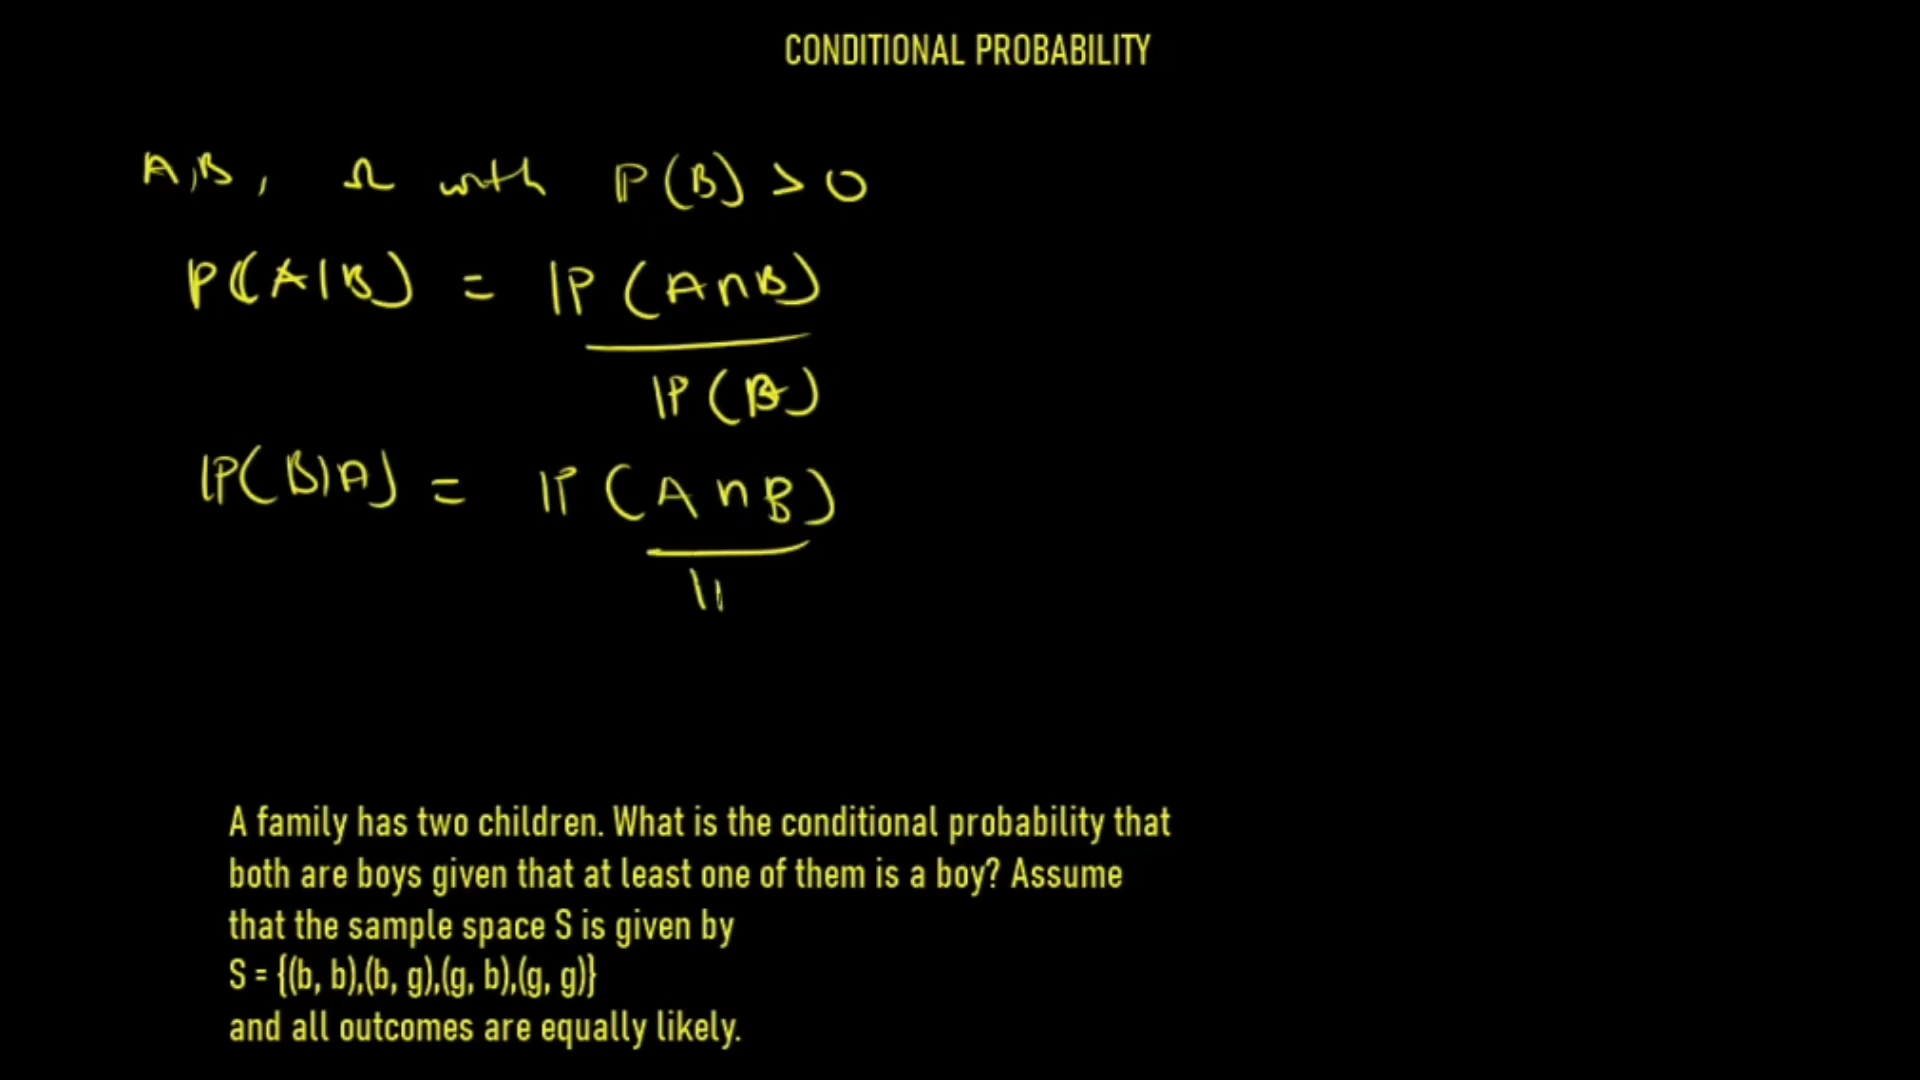 CONDITIONAL PROBABILITY
A,B, Ω with P(B) > 0
P(A|B) = P(A∩B)
P(B)
P(B|A) = P(A∩B)
A family has two children. What is the conditional probability that
both are boys given that at least one of them is a boy? Assume
that the sample space S is given by
S = {(b, b),(b, g),(g, b),(g, g)}
and all outcomes are equally likely.